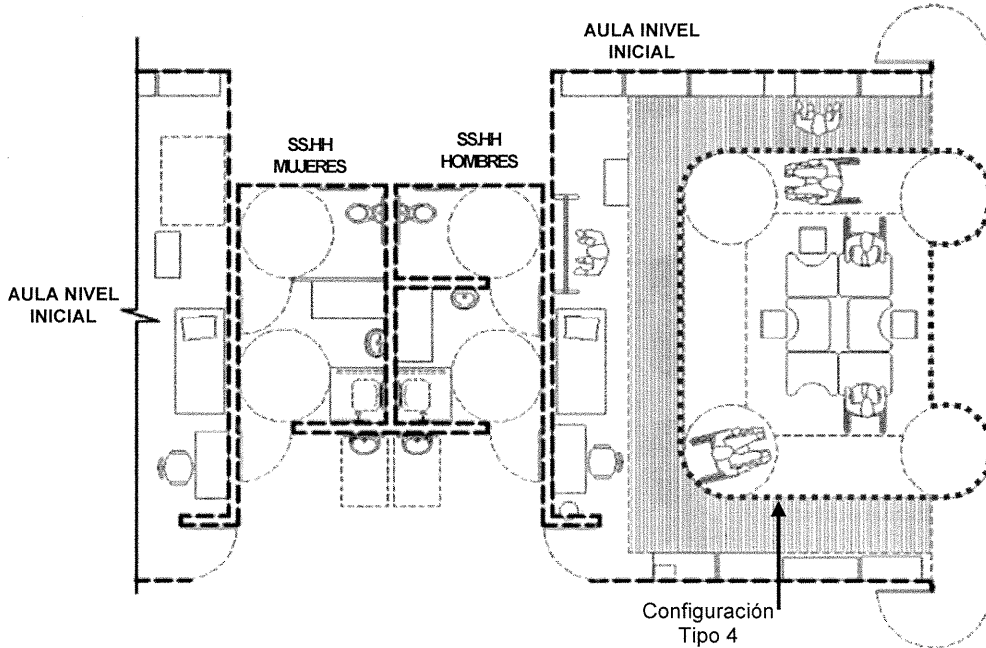 AULA INIVEL
INICIAL
SS.HH
MUJERES
SS.HH
HOMBRES
AULA NIVEL
INICIAL
Configuración
Tipo 4